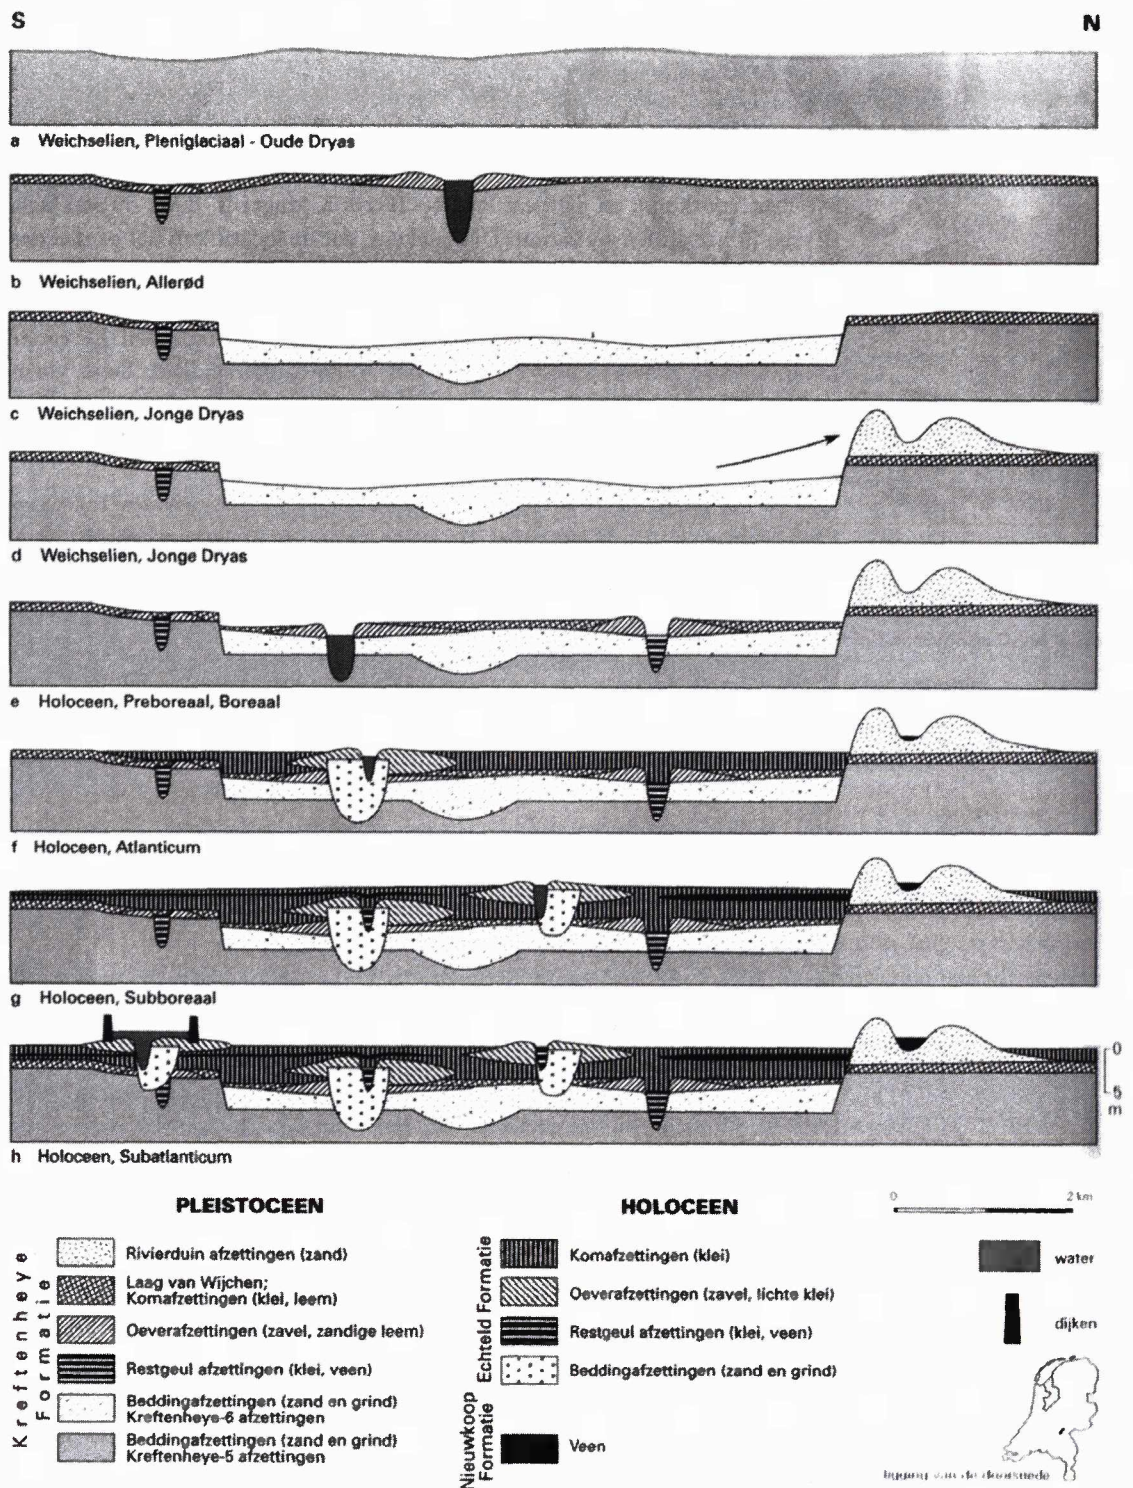 S
N
a Weichselien, Pleniglaciaal - Oude Dryas
b Weichselien, Allerød
c Weichselien, Jonge Dryas
d Weichselien, Jonge Dryas
e Holoceen, Preboreaal, Boreaal
f Holoceen, Atlanticum
g Holoceen, Subboreaal
0
5
m
h Holoceen, Subatlanticum
PLEISTOCEEN
Kreftenheye
Formatie
Rivierduin afzettingen (zand)
Laag van Wijchen;
Komafzettingen (klei, leem)
Oeverafzettingen (zavel, zandige leem)
Restgeul afzettingen (klei, veen)
Beddingafzettingen (zand en grind)
Kreftenheye-6 afzettingen
Beddingafzettingen (zand en grind)
Kreftenheye-5 afzettingen
HOLOCEEN
Echteld Formatie
Komafzettingen (klei)
Oeverafzettingen (zavel, lichte klei)
Restgeul afzettingen (klei, veen)
Beddingafzettingen (zand en grind)
Nieuwkoop
Formatie
Veen
0
2 km
water
dijken
ligging van de doorsnede